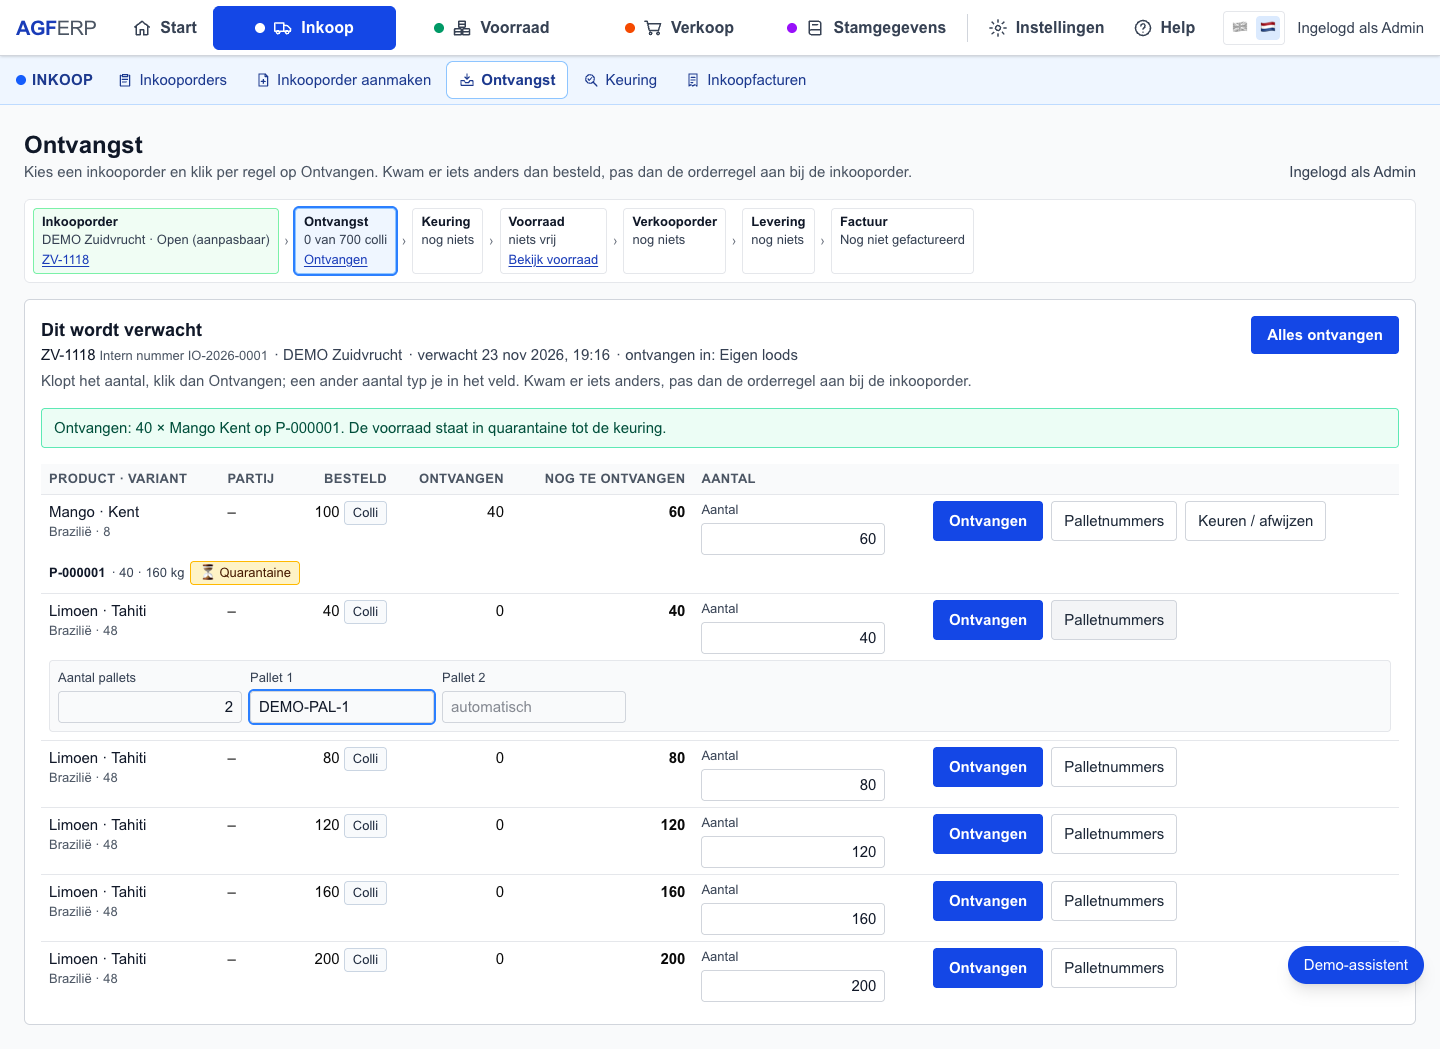 AGFERP Start Inkoop Voorraad Verkoop Stamgegevens Instellingen Help Ingelogd als Admin
INKOOP Inkooporders Inkooporder aanmaken Ontvangst Keuring Inkoopfacturen
Ontvangst
Kies een inkooporder en klik per regel op Ontvangen. Kwam er iets anders dan besteld, pas dan de orderregel aan bij de inkooporder.
Ingelogd als Admin
Inkooporder
DEMO Zuidvrucht · Open (aanpasbaar)
ZV-1118
›
Ontvangst
0 van 700 colli
Ontvangen
›
Keuring
nog niets
›
Voorraad
niets vrij
Bekijk voorraad
›
Verkooporder
nog niets
›
Levering
nog niets
›
Factuur
Nog niet gefactureerd
Dit wordt verwacht
ZV-1118 Intern nummer IO-2026-0001 · DEMO Zuidvrucht · verwacht 23 nov 2026, 19:16 · ontvangen in: Eigen loods
Klopt het aantal, klik dan Ontvangen; een ander aantal typ je in het veld. Kwam er iets anders, pas dan de orderregel aan bij de inkooporder.
Alles ontvangen
Ontvangen: 40 × Mango Kent op P-000001. De voorraad staat in quarantaine tot de keuring.
PRODUCT · VARIANT PARTIJ BESTELD ONTVANGEN NOG TE ONTVANGEN AANTAL
Mango · Kent – 100 Colli 40 60 Aantal
Brazilië · 8 60 Ontvangen Palletnummers Keuren / afwijzen
P-000001 · 40 · 160 kg ⏳ Quarantaine
Limoen · Tahiti – 40 Colli 0 40 Aantal
Brazilië · 48 40 Ontvangen Palletnummers
Aantal pallets Pallet 1 Pallet 2
2 DEMO-PAL-1 automatisch
Limoen · Tahiti – 80 Colli 0 80 Aantal
Brazilië · 48 80 Ontvangen Palletnummers
Limoen · Tahiti – 120 Colli 0 120 Aantal
Brazilië · 48 120 Ontvangen Palletnummers
Limoen · Tahiti – 160 Colli 0 160 Aantal
Brazilië · 48 160 Ontvangen Palletnummers
Limoen · Tahiti – 200 Colli 0 200 Aantal
Brazilië · 48 200 Ontvangen Palletnummers
Demo-assistent